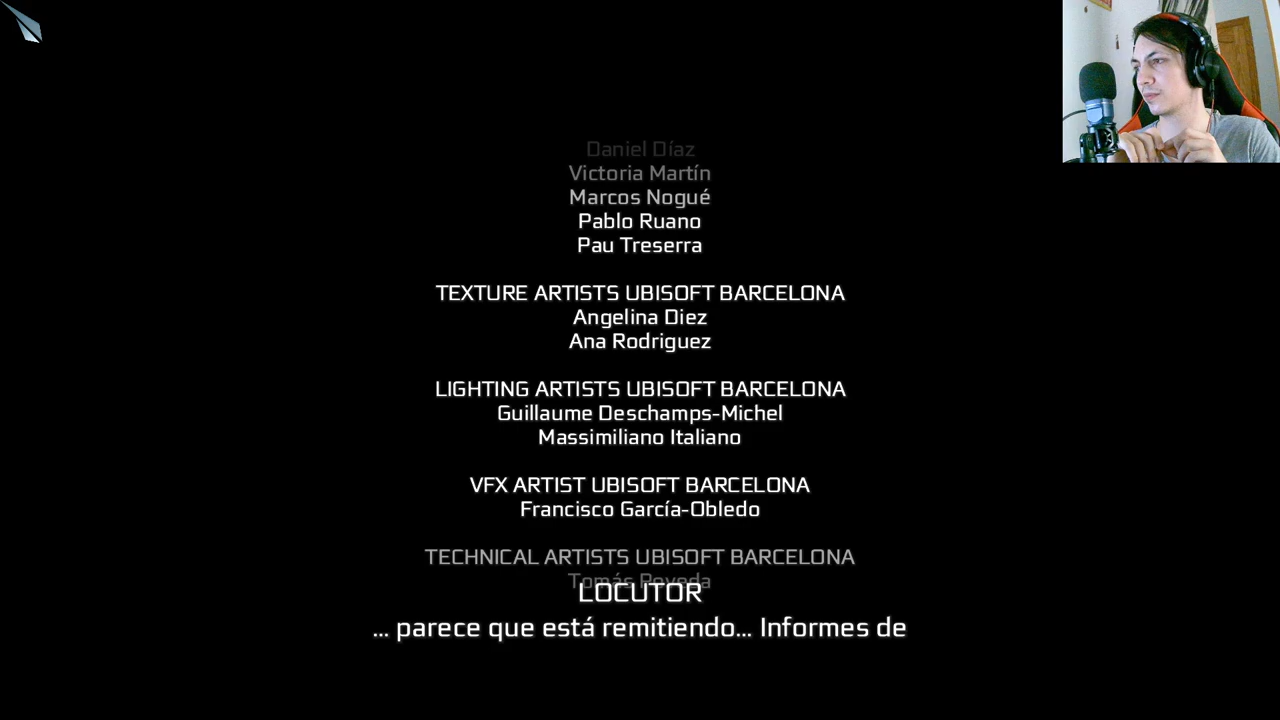 Daniel Díaz
Victoria Martín
Marcos Nogué
Pablo Ruano
Pau Treserra
TEXTURE ARTISTS UBISOFT BARCELONA
Angelina Diez
Ana Rodriguez
LIGHTING ARTISTS UBISOFT BARCELONA
Guillaume Deschamps-Michel
Massimiliano Italiano
VFX ARTIST UBISOFT BARCELONA
Francisco García-Obledo
TECHNICAL ARTISTS UBISOFT BARCELONA
Tomás Poveda
LOCUTOR
... parece que está remitiendo... Informes de